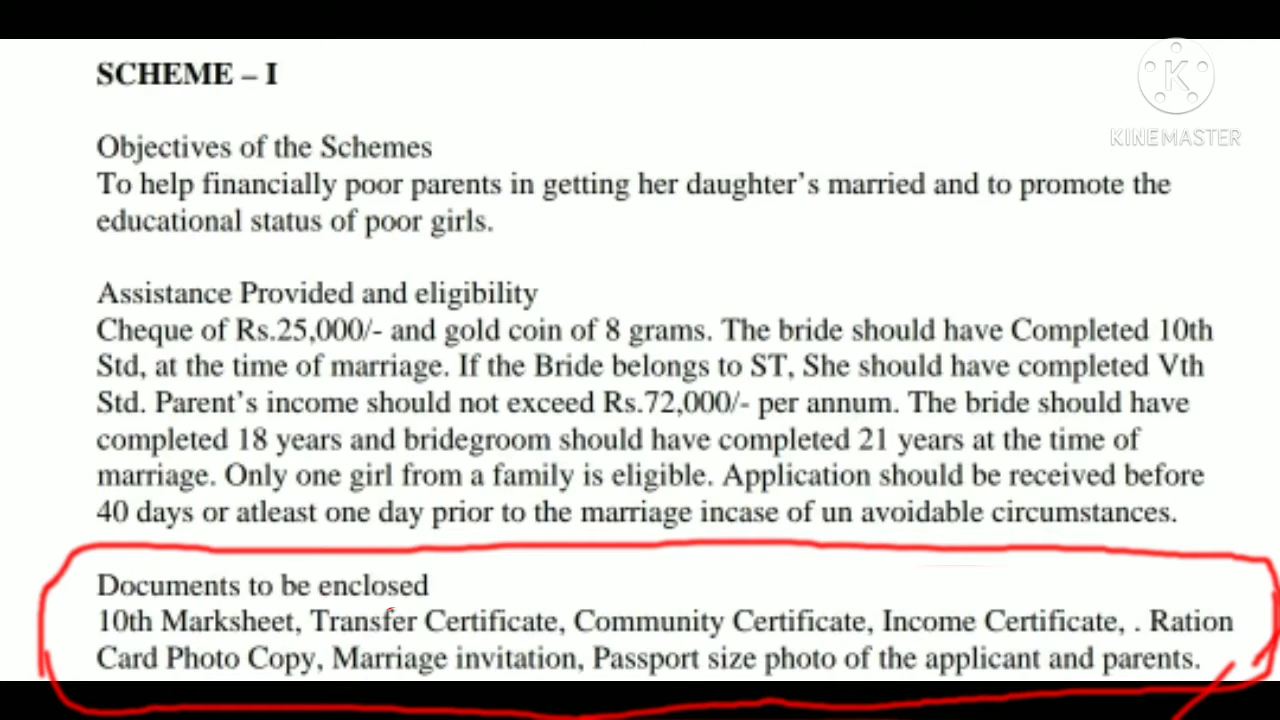 SCHEME – I
K
KINEMASTER
Objectives of the Schemes
To help financially poor parents in getting her daughter's married and to promote the
educational status of poor girls.
Assistance Provided and eligibility
Cheque of Rs.25,000/- and gold coin of 8 grams. The bride should have Completed 10th
Std, at the time of marriage. If the Bride belongs to ST, She should have completed Vth
Std. Parent's income should not exceed Rs.72,000/- per annum. The bride should have
completed 18 years and bridegroom should have completed 21 years at the time of
marriage. Only one girl from a family is eligible. Application should be received before
40 days or atleast one day prior to the marriage incase of un avoidable circumstances.
Documents to be enclosed
10th Marksheet, Transfer Certificate, Community Certificate, Income Certificate, . Ration
Card Photo Copy, Marriage invitation, Passport size photo of the applicant and parents.